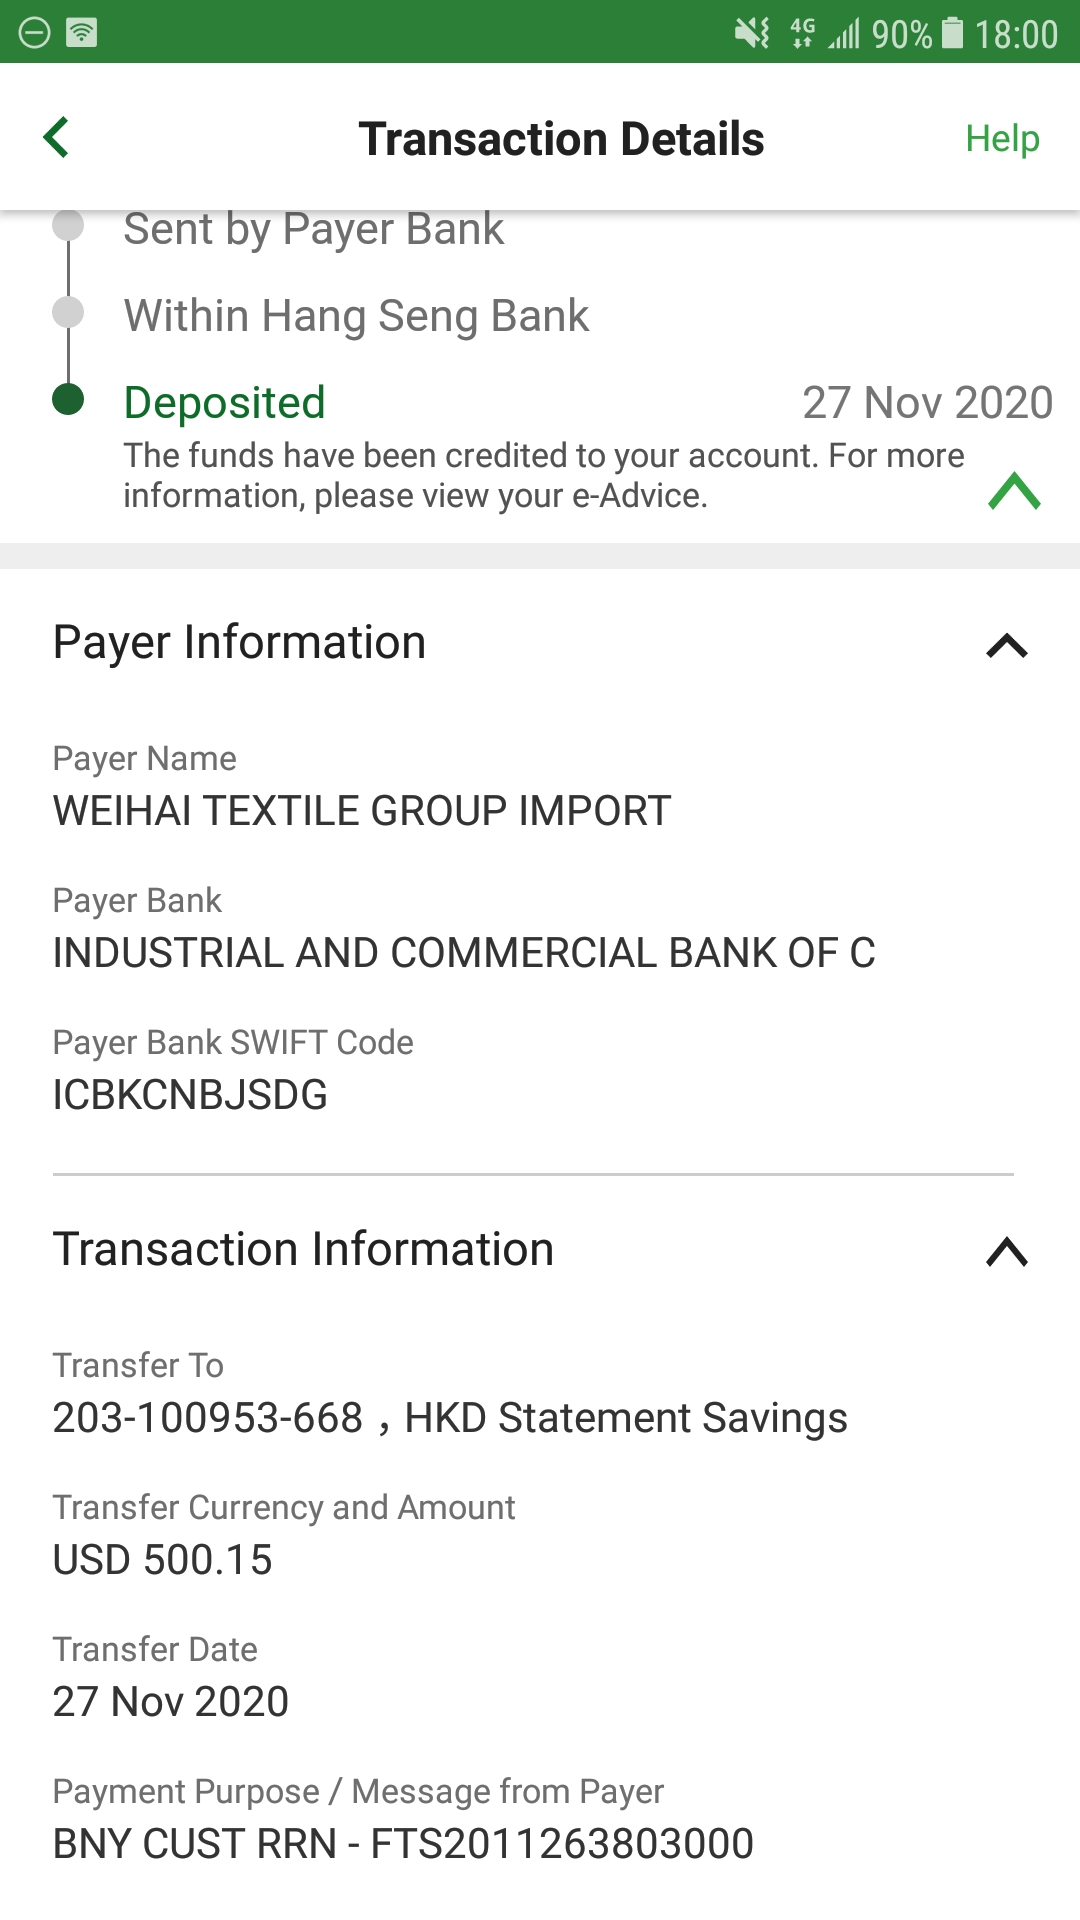 4G 90% 18:00
Transaction Details Help
Sent by Payer Bank
Within Hang Seng Bank
Deposited 27 Nov 2020
The funds have been credited to your account. For more
information, please view your e-Advice.
Payer Information
Payer Name
WEIHAI TEXTILE GROUP IMPORT
Payer Bank
INDUSTRIAL AND COMMERCIAL BANK OF C
Payer Bank SWIFT Code
ICBKCNBJSDG
Transaction Information
Transfer To
203-100953-668 , HKD Statement Savings
Transfer Currency and Amount
USD 500.15
Transfer Date
27 Nov 2020
Payment Purpose / Message from Payer
BNY CUST RRN - FTS2011263803000